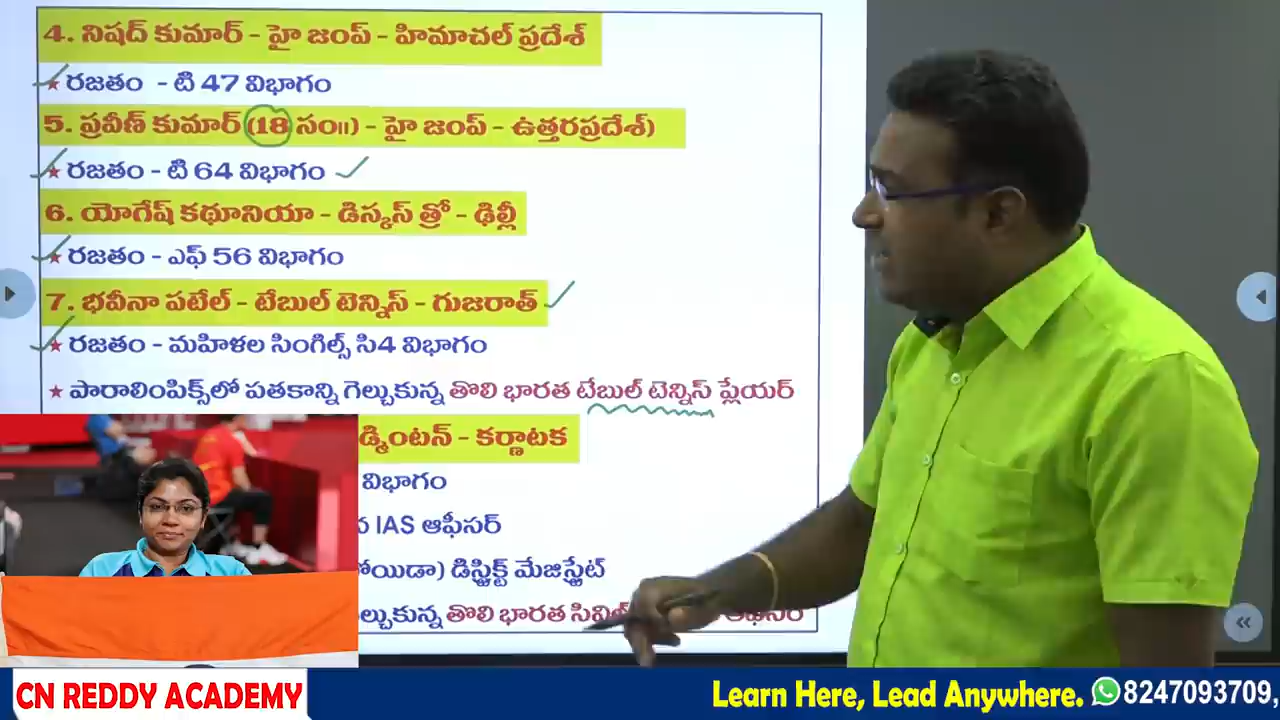 4. నిషద్ కుమార్ - హై జంప్ - హిమాచల్ ప్రదేశ్
★ రజతం - టి 47 విభాగం
5. ప్రవీణ్ కుమార్ (18 సం॥) - హై జంప్ - ఉత్తరప్రదేశ్)
★ రజతం - టి 64 విభాగం
6. యోగేష్ కథూనియా - డిస్కస్ త్రో - ఢిల్లీ
★ రజతం - ఎఫ్ 56 విభాగం
7. భవీనా పటేల్ - టేబుల్ టెన్నిస్ - గుజరాత్
★ రజతం - మహిళల సింగిల్స్ సి4 విభాగం
★ పారాలింపిక్స్‌లో పతకాన్ని గెల్చుకున్న తొలి భారత టేబుల్ టెన్నిస్ ప్లేయర్
డ్మింటన్ - కర్ణాటక
విభాగం
IAS ఆఫీసర్
డిస్ట్రిక్ట్ మేజిస్ట్రేట్
ల్చుకున్న తొలి భారత
CN REDDY ACADEMY
Learn Here, Lead Anywhere. 8247093709,